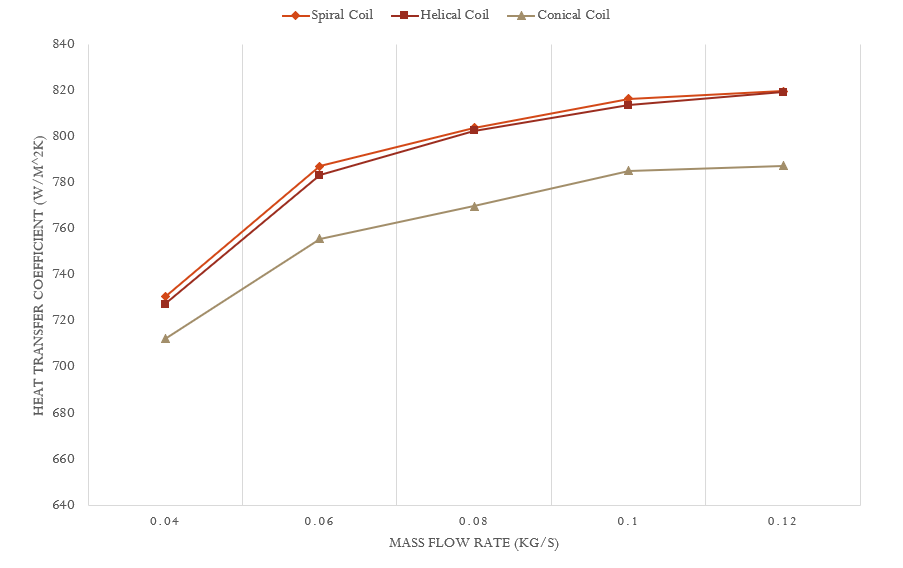 Spiral Coil Helical Coil Conical Coil
840
820
800
780
760
740
720
700
680
660
640
HEAT TRANSFER COEFFICIENT (W/M^2K)
0.04 0.06 0.08 0.1 0.12
MASS FLOW RATE (KG/S)